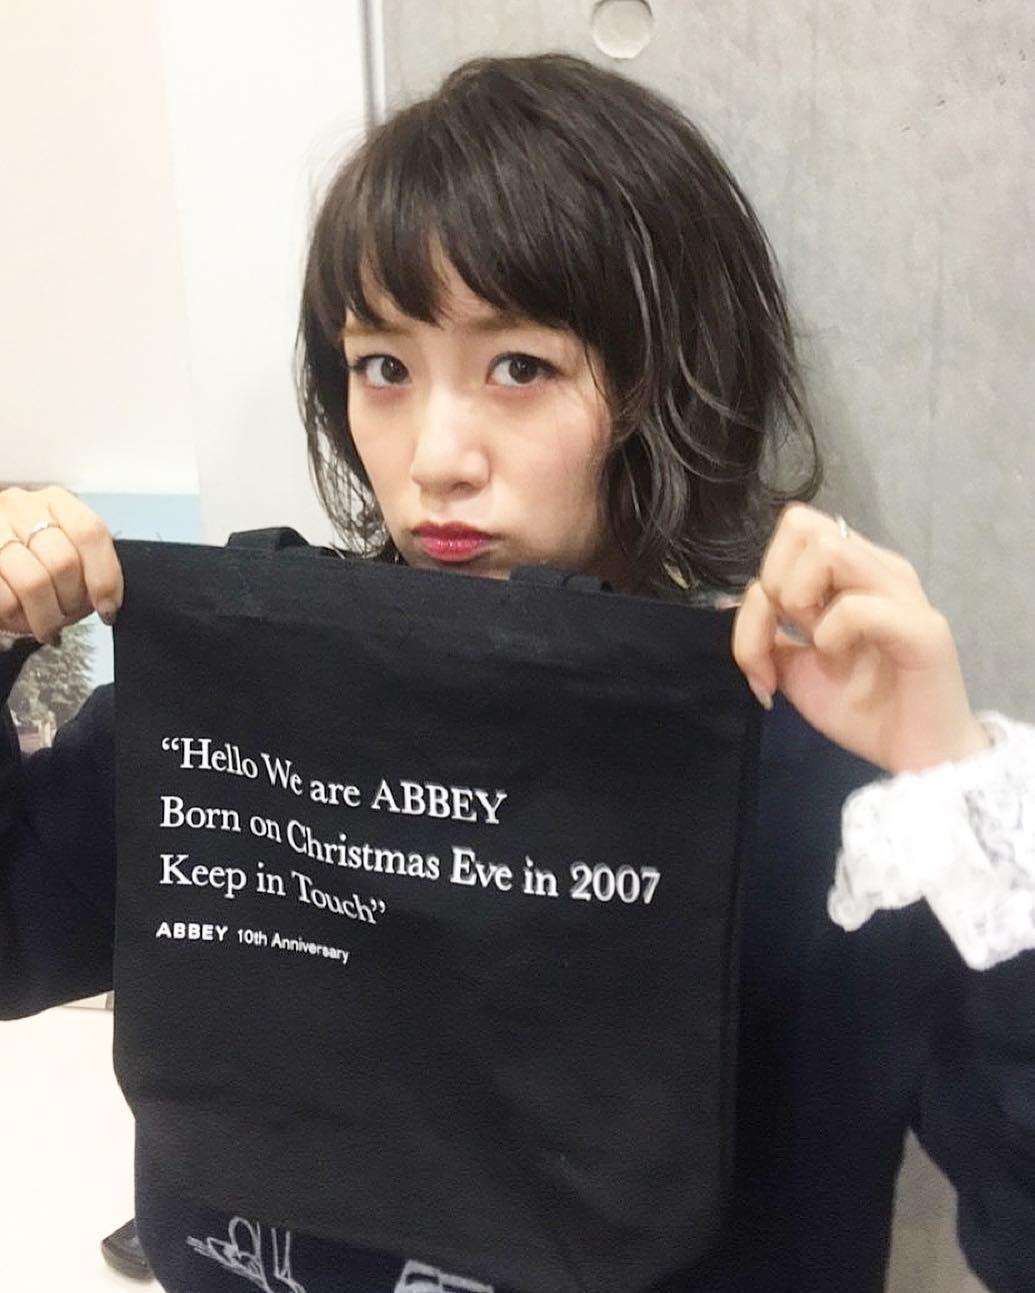 “Hello We are ABBEY
Born on Christmas Eve in 2007
Keep in Touch”
ABBEY 10th Anniversary